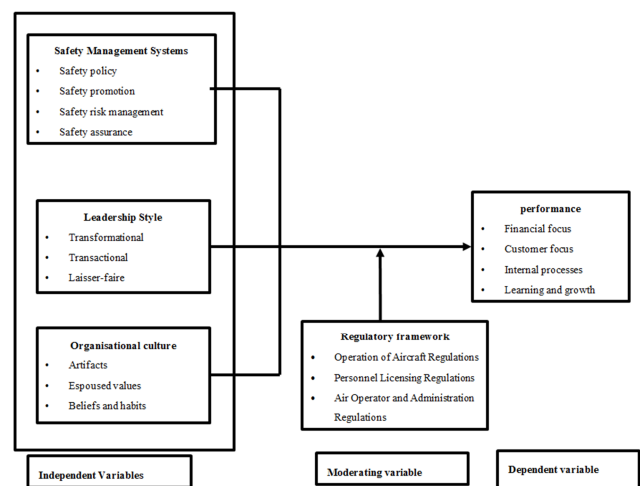 Safety Management Systems
• Safety policy
• Safety promotion
• Safety risk management
• Safety assurance
Leadership Style
• Transformational
• Transactional
• Laisser-faire
Organisational culture
• Artifacts
• Espoused values
• Beliefs and habits
performance
• Financial focus
• Customer focus
• Internal processes
• Learning and growth
Regulatory framework
• Operation of Aircraft Regulations
• Personnel Licensing Regulations
• Air Operator and Administration
Regulations
Independent Variables
Moderating variable
Dependent variable